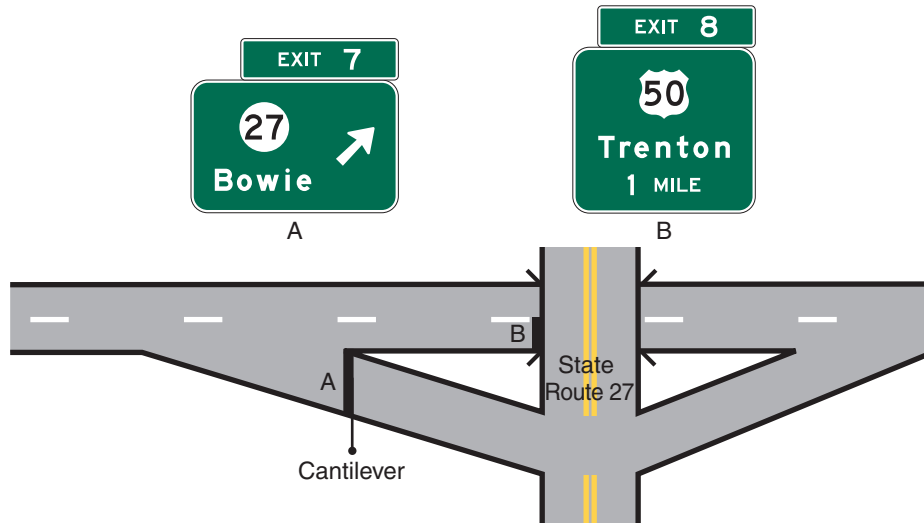 EXIT 7
27
Bowie
A
EXIT 8
50
Trenton
1 MILE
B
B
A
State
Route 27
Cantilever